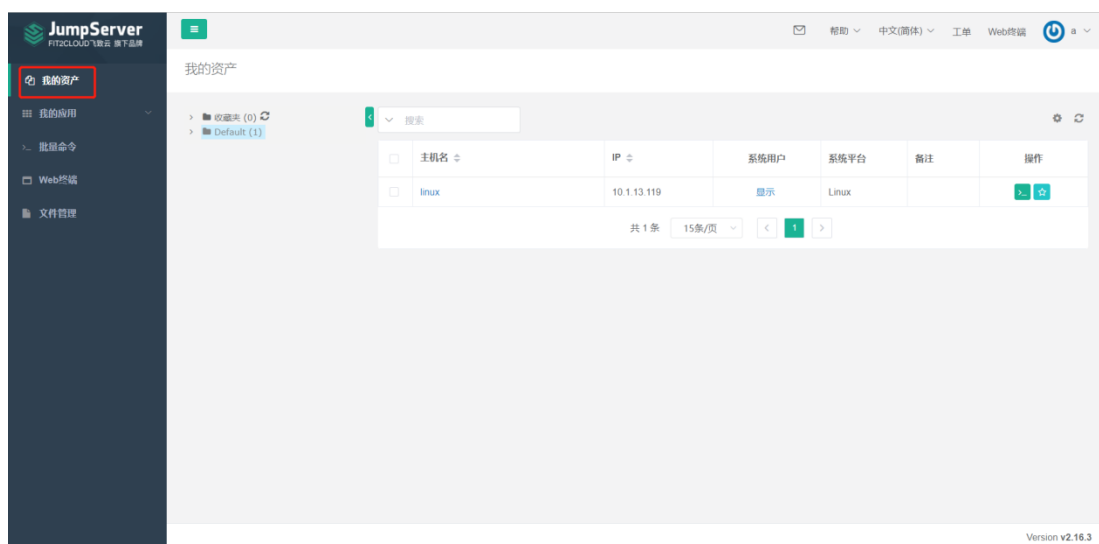 JumpServer
FIT2CLOUD飞致云 旗下品牌
帮助 中文(简体) 工单 Web终端 a
我的资产
我的应用
批量命令
Web终端
文件管理
我的资产
收藏夹 (0)
Default (1)
搜索
主机名 IP 系统用户 系统平台 备注 操作
linux 10.1.13.119 显示 Linux
共 1 条 15条/页 1
Version v2.16.3